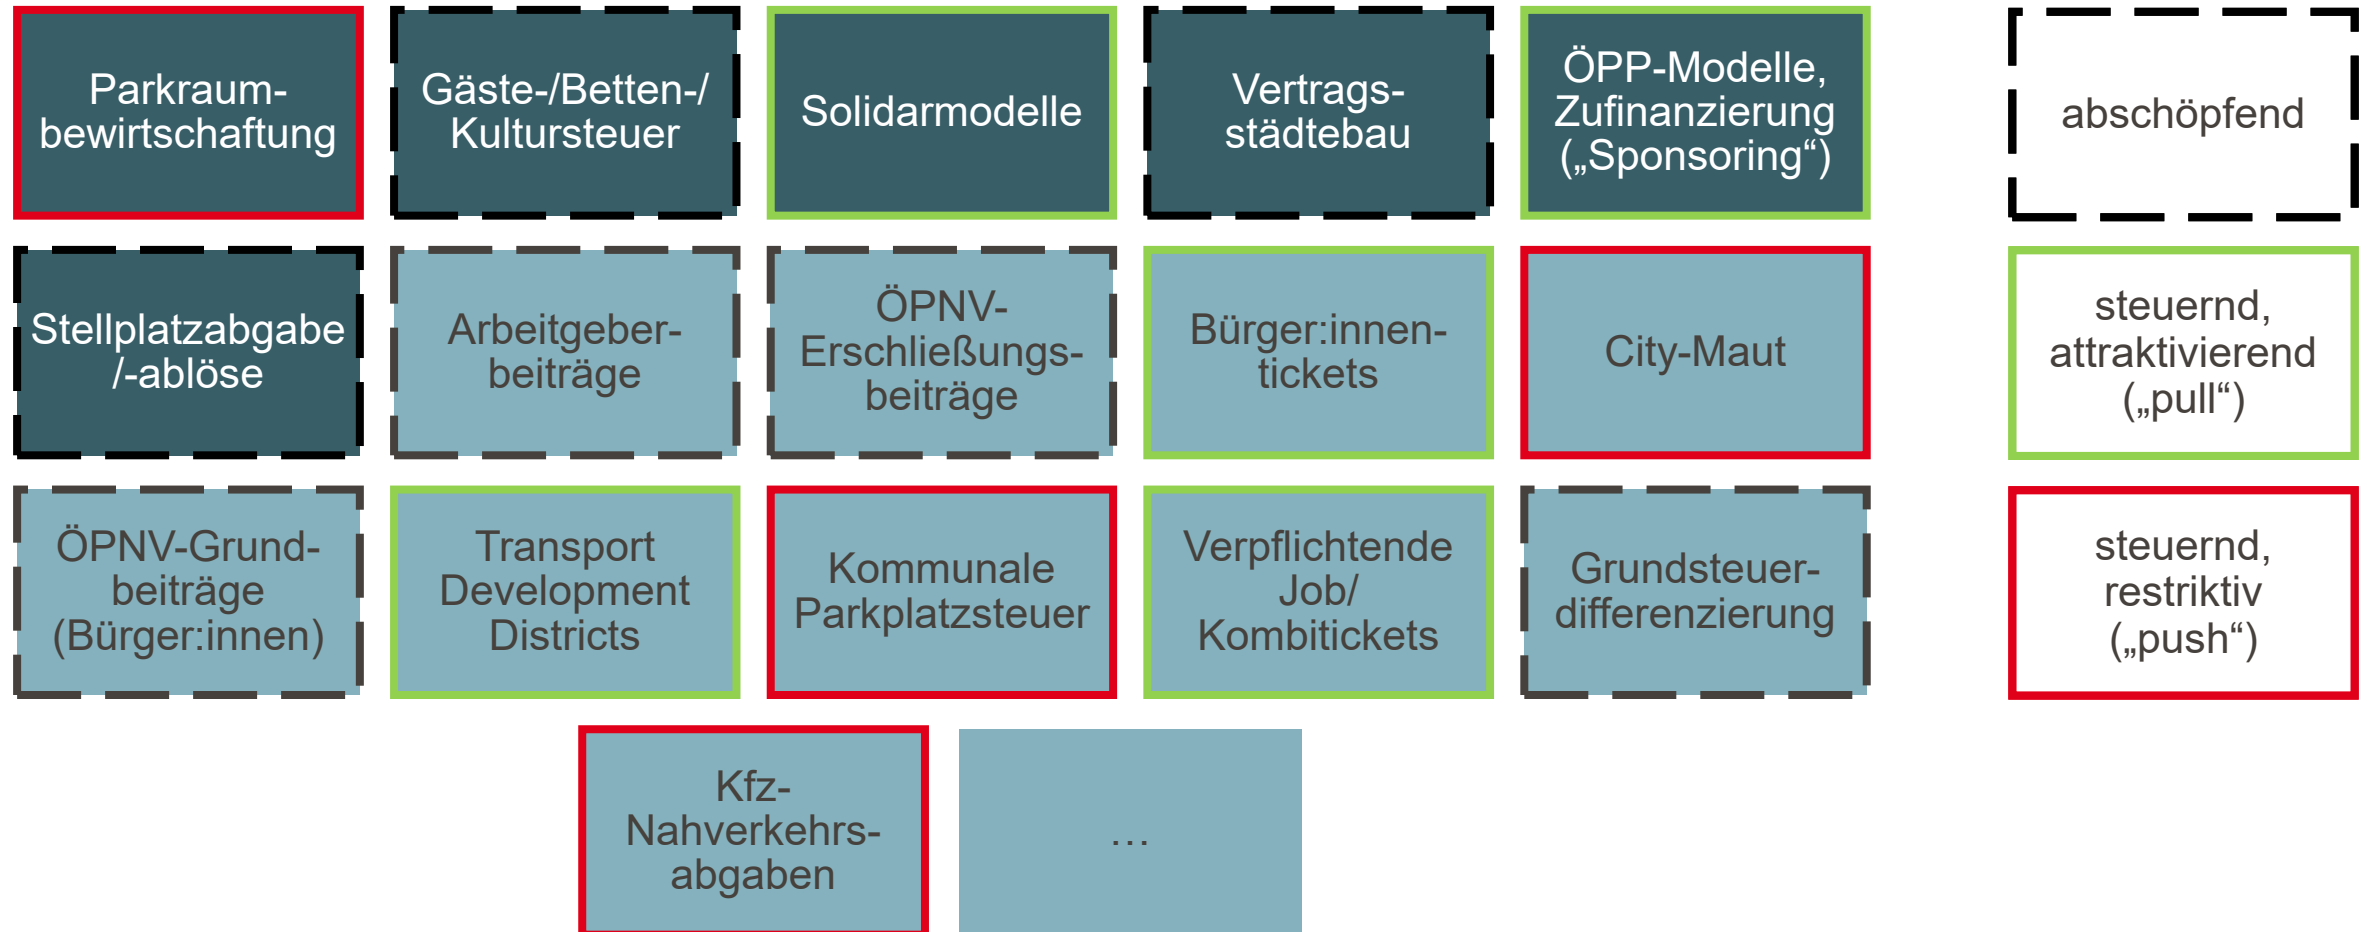 Parkraum-
bewirtschaftung
Gäste-/Betten-/
Kultursteuer
Solidarmodelle
Vertrags-
städtebau
ÖPP-Modelle,
Zufinanzierung
(„Sponsoring“)
abschöpfend
Stellplatzabgabe
/-ablöse
Arbeitgeber-
beiträge
ÖPNV-
Erschließungs-
beiträge
Bürger:innen-
tickets
City-Maut
steuernd,
attraktivierend
(„pull“)
ÖPNV-Grund-
beiträge
(Bürger:innen)
Transport
Development
Districts
Kommunale
Parkplatzsteuer
Verpflichtende
Job/
Kombitickets
Grundsteuer-
differenzierung
steuernd,
restriktiv
(„push“)
Kfz-
Nahverkehrs-
abgaben
…